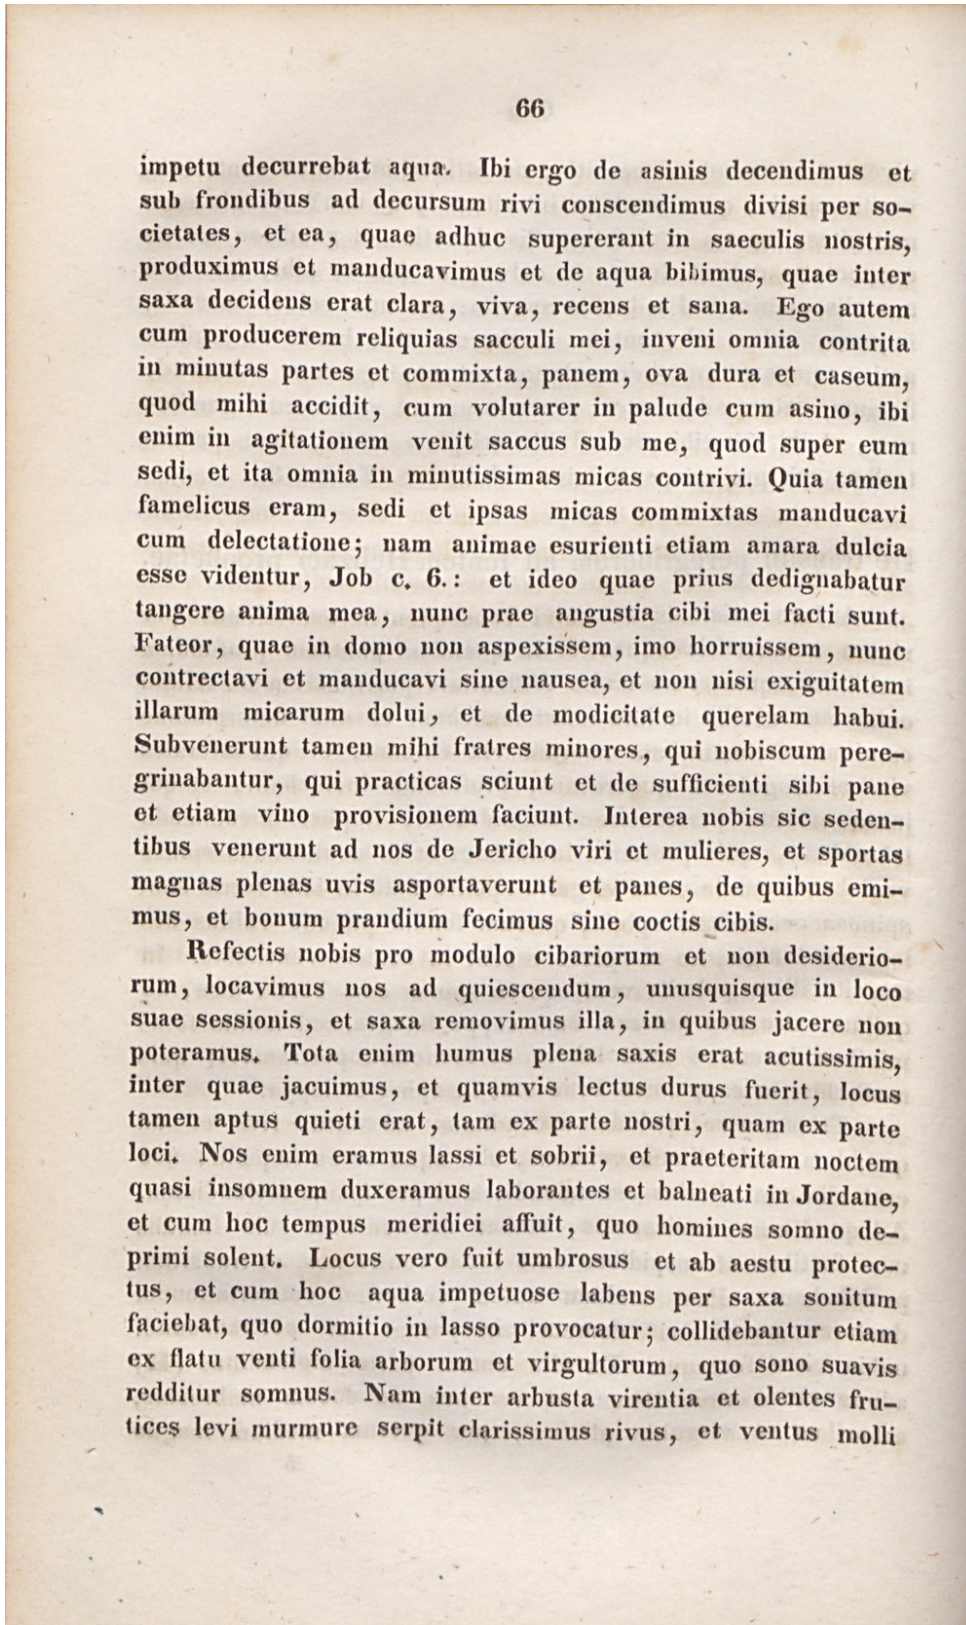 66
impetu decurrebat aqua. Ibi ergo de asinis decendimus et
sub frondibus ad decursum rivi conscendimus divisi per so-
cietates, et ea, quae adhuc supererant in saeculis nostris,
produximus et manducavimus et de aqua bibimus, quae inter
saxa decidens erat clara, viva, recens et sana. Ego autem
cum producerem reliquias sacculi mei, inveni omnia contrita
in minutas partes et commixta, panem, ova dura et caseum,
quod mihi accidit, cum volutarer in palude cum asino, ibi
enim in agitationem venit saccus sub me, quod super eum
sedi, et ita omnia in minutissimas micas contrivi. Quia tamen
famelicus eram, sedi et ipsas micas commixtas manducavi
cum delectatione; nam animae esurienti etiam amara dulcia
esse videntur, Job c. 6.: et ideo quae prius dedignabatur
tangere anima mea, nunc prae angustia cibi mei facti sunt.
Fateor, quae in domo non aspexissem, imo horruissem, nunc
contrectavi et manducavi sine nausea, et non nisi exiguitatem
illarum micarum dolui, et de modicitate querelam habui.
Subvenerunt tamen mihi fratres minores, qui nobiscum pere-
grinabantur, qui practicas sciunt et de sufficienti sibi pane
et etiam vino provisionem faciunt. Interea nobis sic seden-
tibus venerunt ad nos de Jericho viri et mulieres, et sportas
magnas plenas uvis asportaverunt et panes, de quibus emi-
mus, et bonum prandium fecimus sine coctis cibis.
Refectis nobis pro modulo cibariorum et non desiderio-
rum, locavimus nos ad quiescendum, unusquisque in loco
suae sessionis, et saxa removimus illa, in quibus jacere non
poteramus. Tota enim humus plena saxis erat acutissimis,
inter quae jacuimus, et quamvis lectus durus fuerit, locus
tamen aptus quieti erat, tam ex parte nostri, quam ex parte
loci. Nos enim eramus lassi et sobrii, et praeteritam noctem
quasi insomnem duxeramus laborantes et balneati in Jordane,
et cum hoc tempus meridiei affuit, quo homines somno de-
primi solent. Locus vero fuit umbrosus et ab aestu protec-
tus, et cum hoc aqua impetuose labens per saxa sonitum
faciebat, quo dormitio in lasso provocatur; collidebantur etiam
ex flatu venti folia arborum et virgultorum, quo sono suavis
redditur somnus. Nam inter arbusta virentia et olentes fru-
tices levi murmure serpit clarissimus rivus, et ventus molli